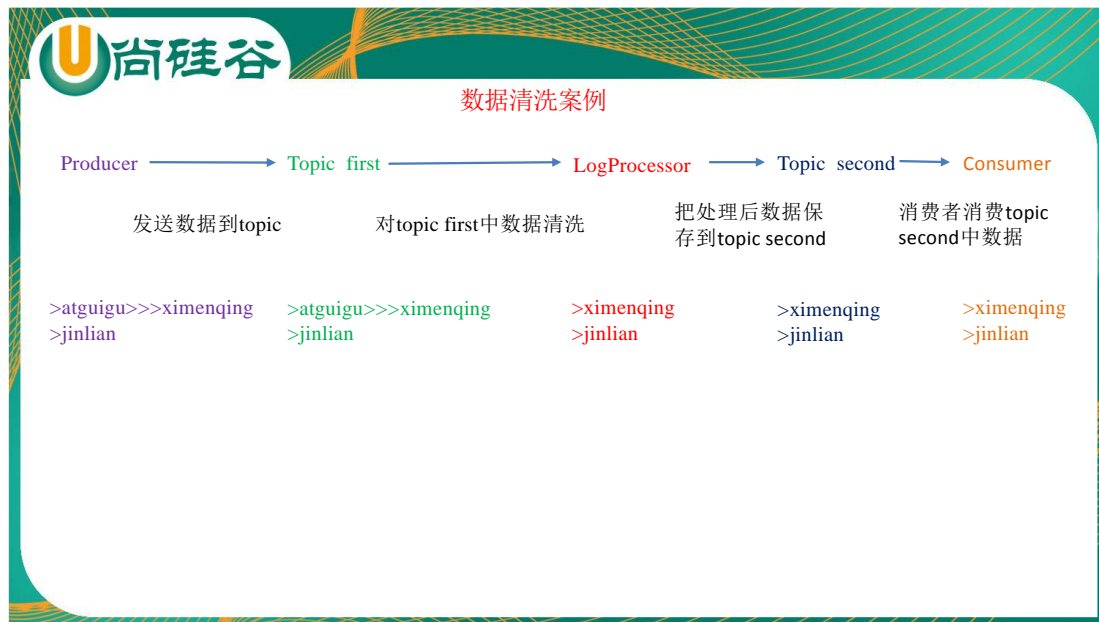 尚硅谷
数据清洗案例
Producer
Topic first
LogProcessor
Topic second
Consumer
发送数据到topic
对topic first中数据清洗
把处理后数据保
存到topic second
消费者消费topic
second中数据
>atguigu>>>ximenqing
>jinlian
>atguigu>>>ximenqing
>jinlian
>ximenqing
>jinlian
>ximenqing
>jinlian
>ximenqing
>jinlian